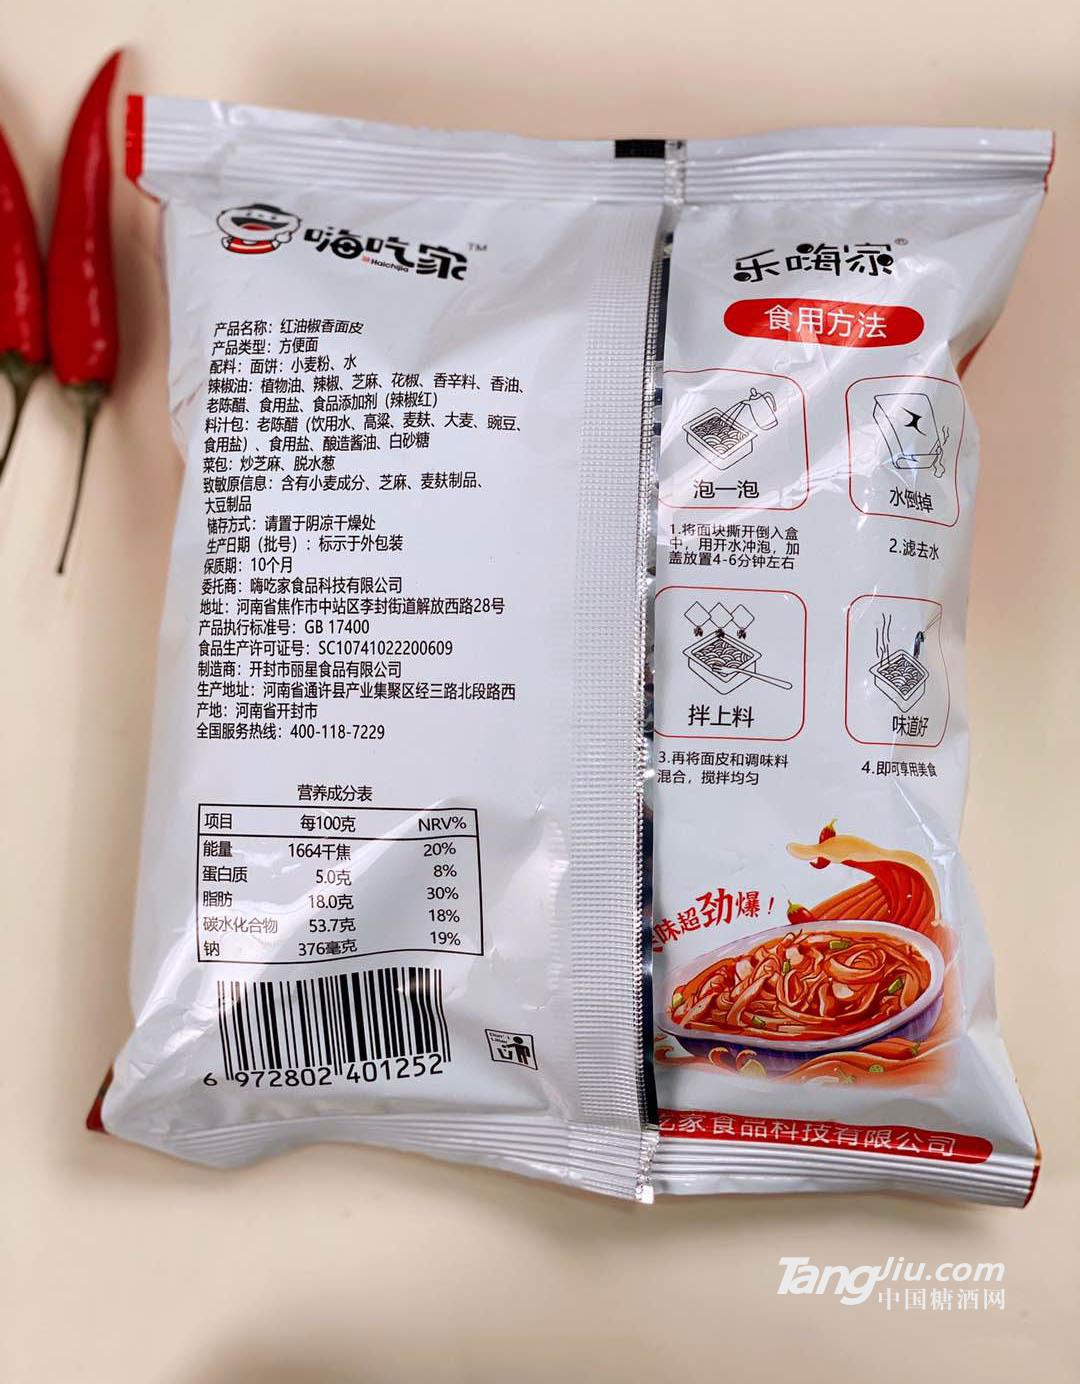 嗨吃家™
Haichijia
产品名称：红油椒香面皮
产品类型：方便面
配料：面饼：小麦粉、水
辣椒油：植物油、辣椒、芝麻、花椒、香辛料、香油、
老陈醋、食用盐、食品添加剂（辣椒红）
料汁包：老陈醋（饮用水、高粱、麦麸、大麦、豌豆、
食用盐）、食用盐、酿造酱油、白砂糖
菜包：炒芝麻、脱水葱
致敏原信息：含有小麦成分、芝麻、麦麸制品、
大豆制品
储存方式：请置于阴凉干燥处
生产日期（批号）：标示于外包装
保质期：10个月
委托商：嗨吃家食品科技有限公司
地址：河南省焦作市中站区李封街道解放西路28号
产品执行标准号：GB 17400
食品生产许可证号：SC10741022200609
制造商：开封市丽星食品有限公司
生产地址：河南省通许县产业集聚区经三路北段路西
产地：河南省开封市
全国服务热线：400-118-7229
营养成分表
项目 每100克 NRV%
能量 1664千焦 20%
蛋白质 5.0克 8%
脂肪 18.0克 30%
碳水化合物 53.7克 18%
钠 376毫克 19%
6 972802 401252
乐嗨家®
食用方法
泡一泡
1.将面块撕开倒入盒
中，用开水冲泡，加
盖放置4-6分钟左右
水倒掉
2.滤去水
拌上料
3.再将面皮和调味料
混合，搅拌均匀
味道好
4.即可享用美食
味超劲爆！
吃家食品科技有限公司
TangJiu.com
中国糖酒网